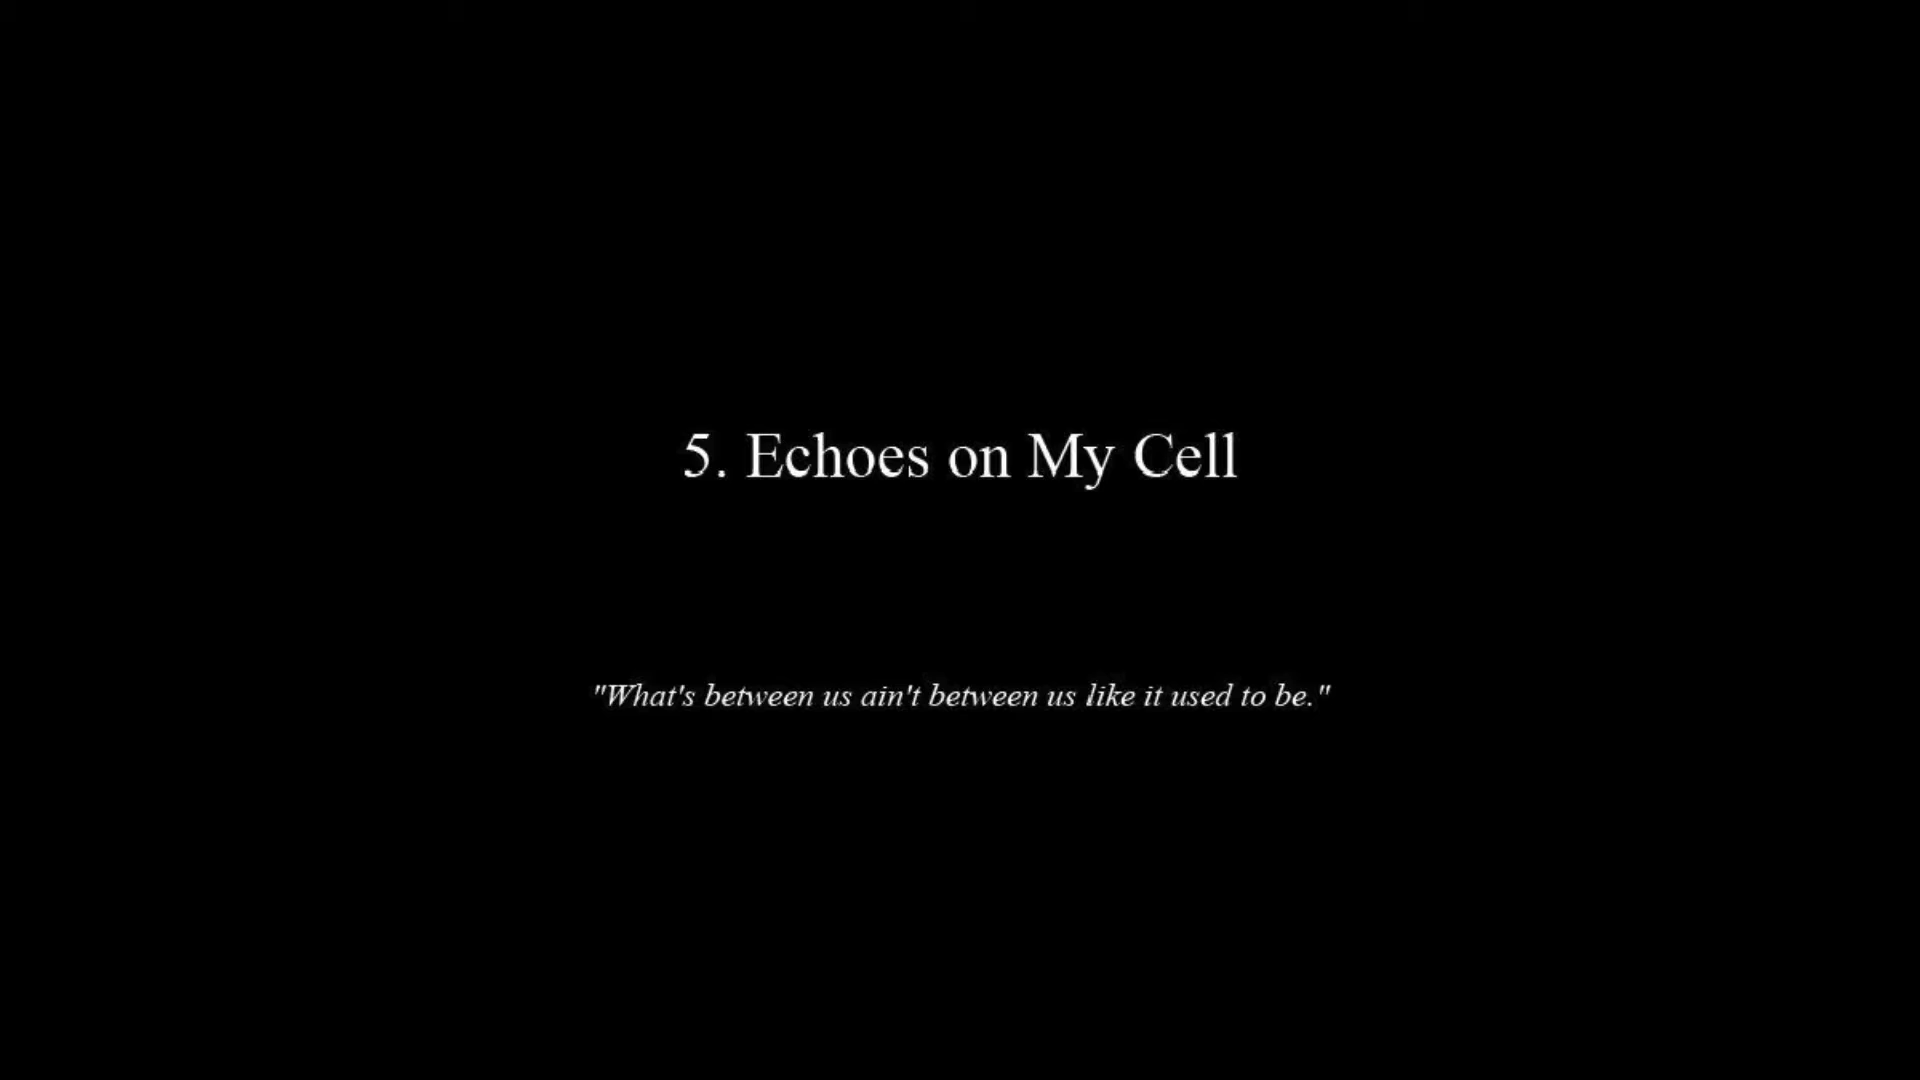 5. Echoes on My Cell
"What's between us ain't between us like it used to be."